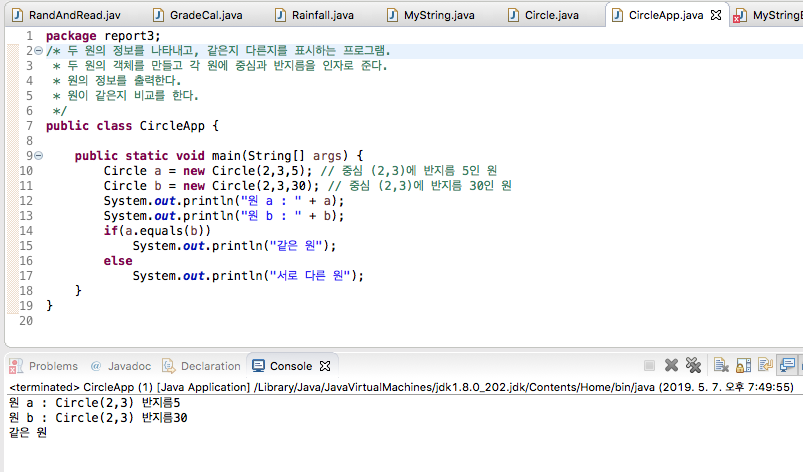 RandAndRead.jav GradeCal.java Rainfall.java MyString.java Circle.java CircleApp.java MyStringE
1 package report3;
2 /* 두 원의 정보를 나타내고, 같은지 다른지를 표시하는 프로그램.
3 * 두 원의 객체를 만들고 각 원에 중심과 반지름을 인자로 준다.
4 * 원의 정보를 출력한다.
5 * 원이 같은지 비교를 한다.
6 */
7 public class CircleApp {
8
9 public static void main(String[] args) {
10 Circle a = new Circle(2,3,5); // 중심 (2,3)에 반지름 5인 원
11 Circle b = new Circle(2,3,30); // 중심 (2,3)에 반지름 30인 원
12 System.out.println("원 a : " + a);
13 System.out.println("원 b : " + b);
14 if(a.equals(b))
15 System.out.println("같은 원");
16 else
17 System.out.println("서로 다른 원");
18 }
19 }
20
Problems @ Javadoc Declaration Console
<terminated> CircleApp (1) [Java Application] /Library/Java/JavaVirtualMachines/jdk1.8.0_202.jdk/Contents/Home/bin/java (2019. 5. 7. 오후 7:49:55)
원 a : Circle(2,3) 반지름5
원 b : Circle(2,3) 반지름30
같은 원